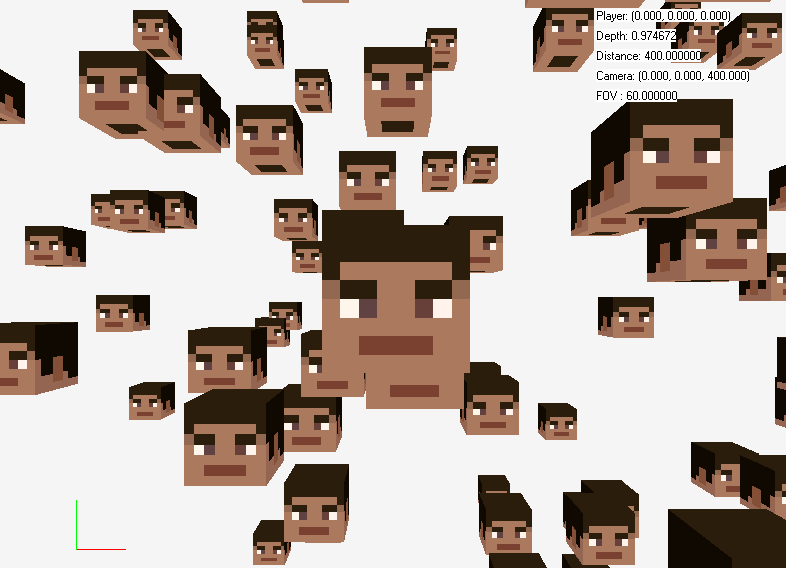 Player: (0.000, 0.000, 0.000)
Depth: 0.974672
Distance: 400.000000
Camera: (0.000, 0.000, 400.000)
FOV : 60.000000